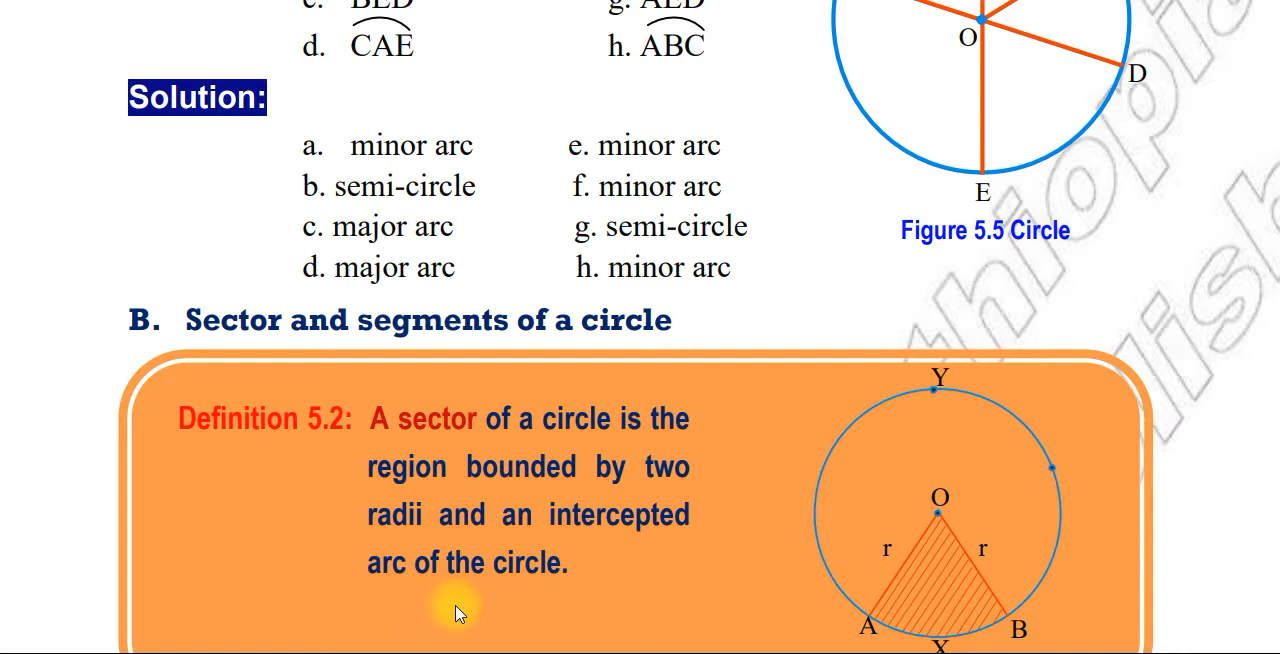 c. BED g. AED
d. CAE h. ABC
O
D
Solution:
a. minor arc e. minor arc
b. semi-circle f. minor arc
E
c. major arc g. semi-circle
Figure 5.5 Circle
d. major arc h. minor arc
B. Sector and segments of a circle
Y
Definition 5.2: A sector of a circle is the
region bounded by two
O
radii and an intercepted
r r
arc of the circle.
A B
X